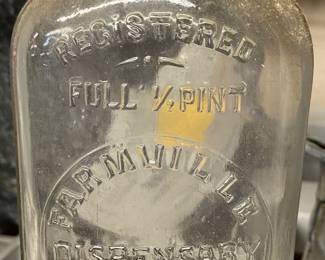 REGISTERED
FULL ½ PINT
FARMVILLE
DISPENSARY